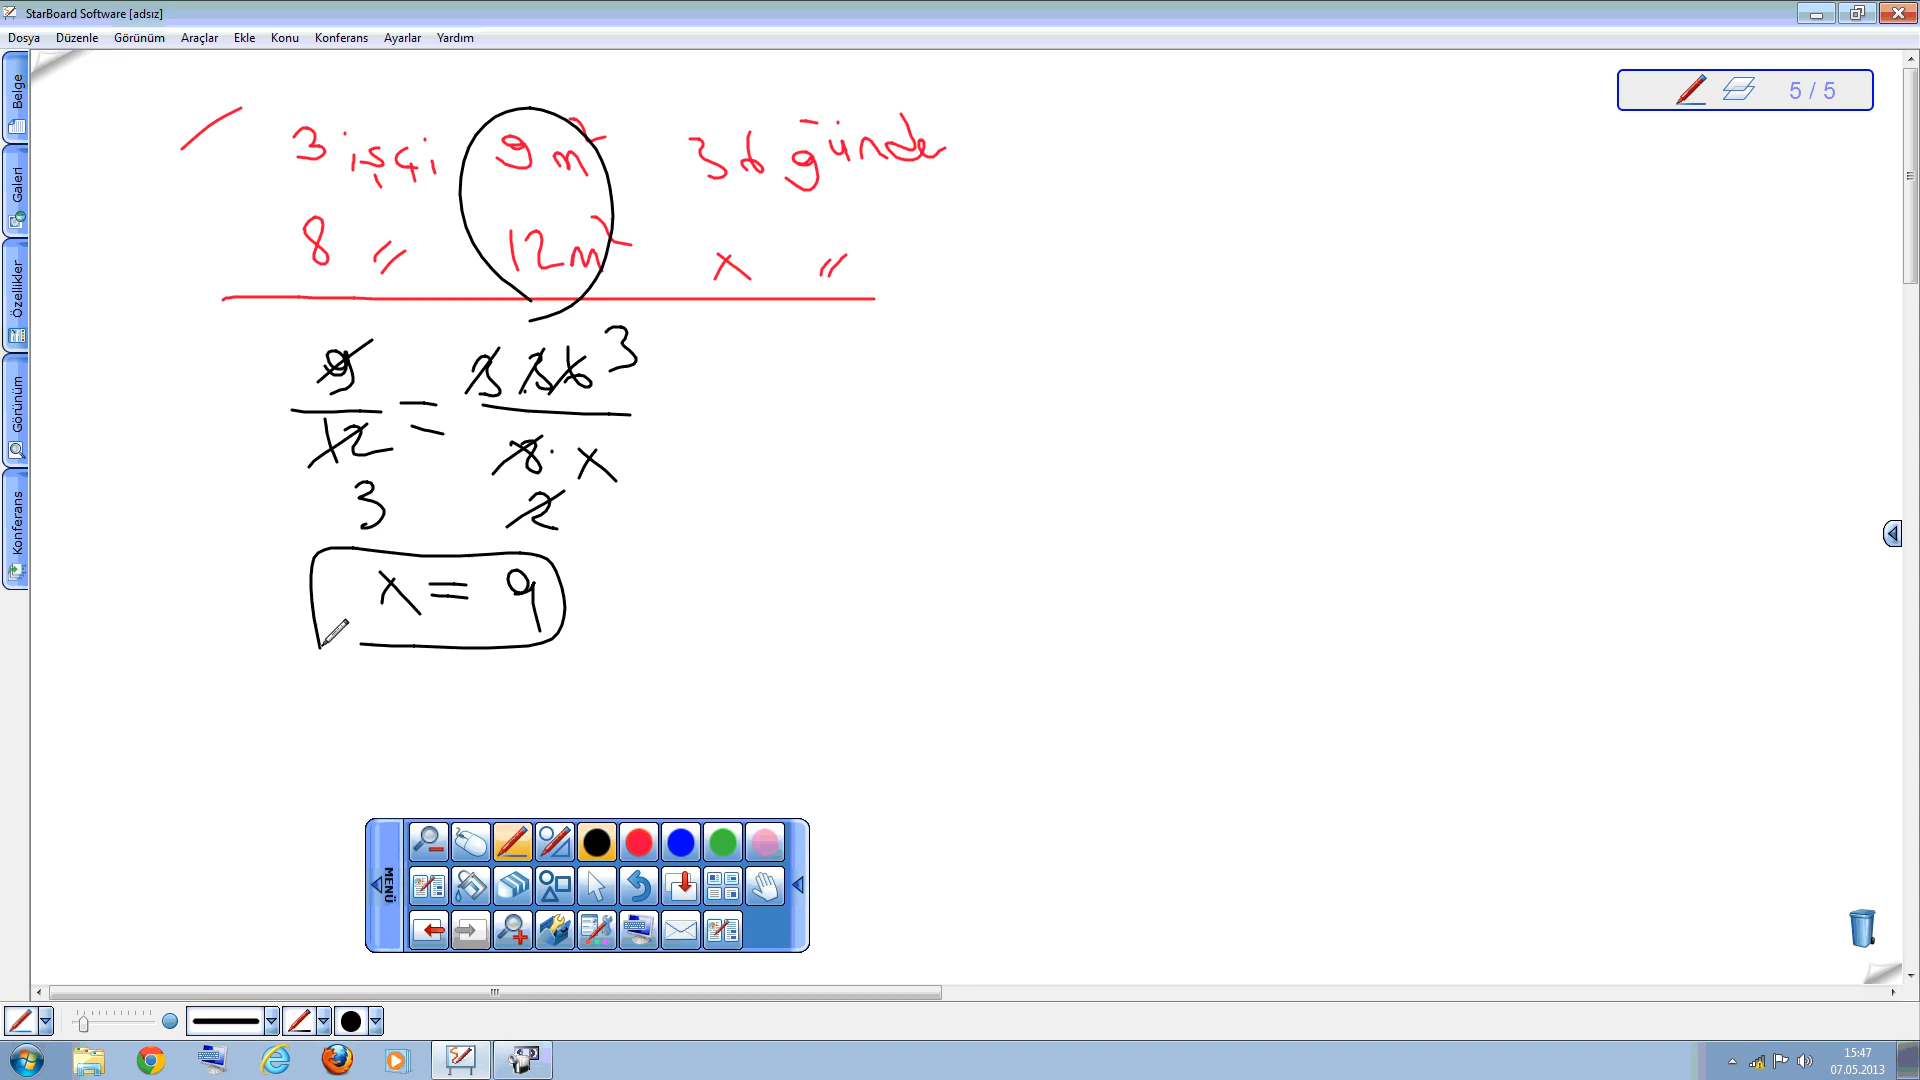 StarBoard Software [adsız]
Dosya Düzenle Görünüm Araçlar Ekle Konu Konferans Ayarlar Yardım
Belge
Galeri
Özellikler
Görünüm
Konferans
5 / 5
3 işçi 9 m² 36 günde
8 〃 12 m² x 〃
9/12 = 3 36 3 / 8 · x
3 2
x = 9
MENÜ
15:47
07.05.2013